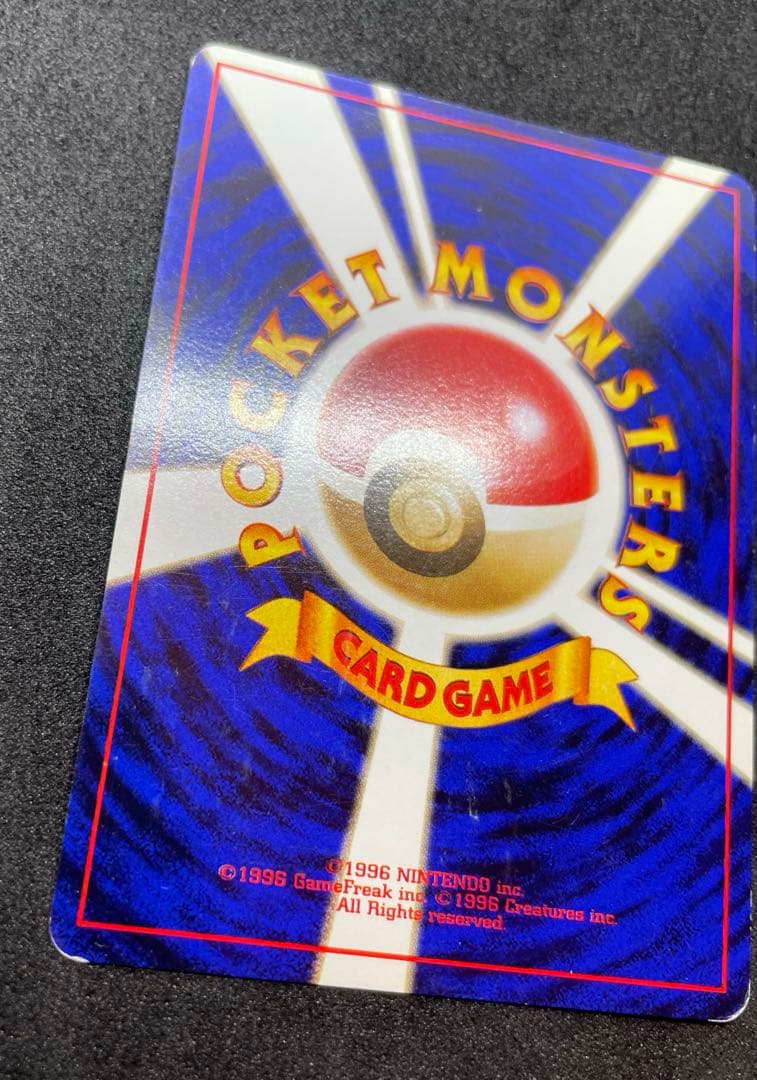 POCKET MONSTERS
CARD GAME
©1996 NINTENDO inc.
©1996 GameFreak inc. ©1996 Creatures inc.
All Rights reserved.